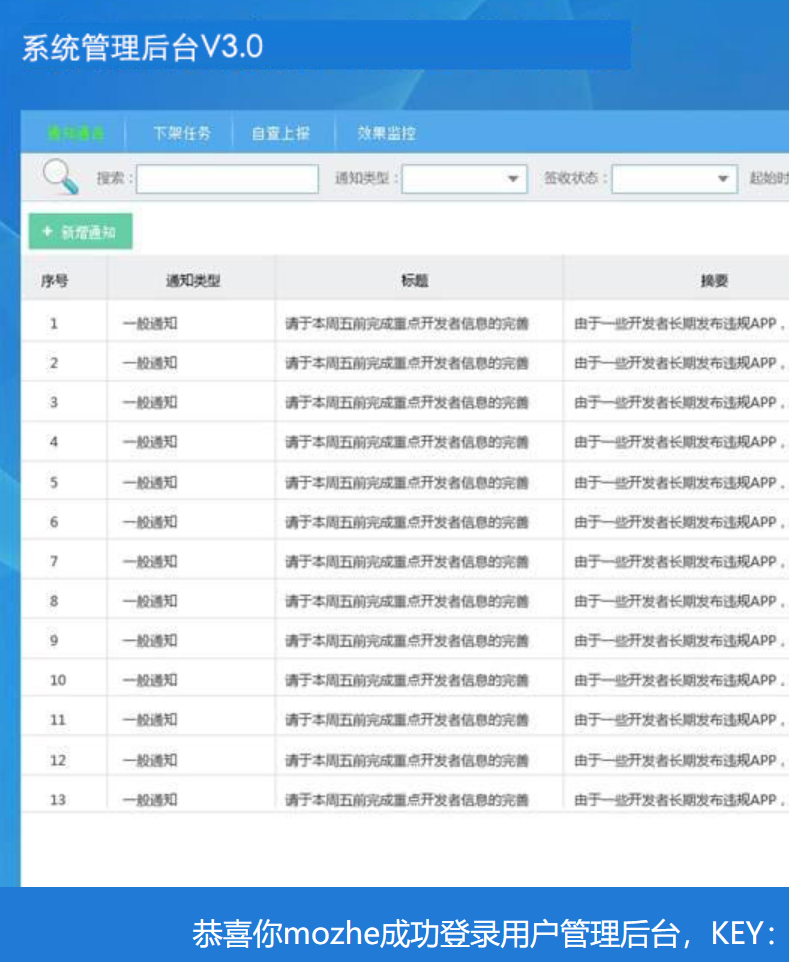 系统管理后台V3.0
通知通告 下架任务 自查上报 效果监控
搜索： 通知类型： 签收状态： 起始时
+ 新增通知
序号 通知类型 标题 摘要
1 一般通知 请于本周五前完成重点开发者信息的完善 由于一些开发者长期发布违规APP，
2 一般通知 请于本周五前完成重点开发者信息的完善 由于一些开发者长期发布违规APP，
3 一般通知 请于本周五前完成重点开发者信息的完善 由于一些开发者长期发布违规APP，
4 一般通知 请于本周五前完成重点开发者信息的完善 由于一些开发者长期发布违规APP，
5 一般通知 请于本周五前完成重点开发者信息的完善 由于一些开发者长期发布违规APP，
6 一般通知 请于本周五前完成重点开发者信息的完善 由于一些开发者长期发布违规APP，
7 一般通知 请于本周五前完成重点开发者信息的完善 由于一些开发者长期发布违规APP，
8 一般通知 请于本周五前完成重点开发者信息的完善 由于一些开发者长期发布违规APP，
9 一般通知 请于本周五前完成重点开发者信息的完善 由于一些开发者长期发布违规APP，
10 一般通知 请于本周五前完成重点开发者信息的完善 由于一些开发者长期发布违规APP，
11 一般通知 请于本周五前完成重点开发者信息的完善 由于一些开发者长期发布违规APP，
12 一般通知 请于本周五前完成重点开发者信息的完善 由于一些开发者长期发布违规APP，
13 一般通知 请于本周五前完成重点开发者信息的完善 由于一些开发者长期发布违规APP，
恭喜你mozhe成功登录用户管理后台，KEY：